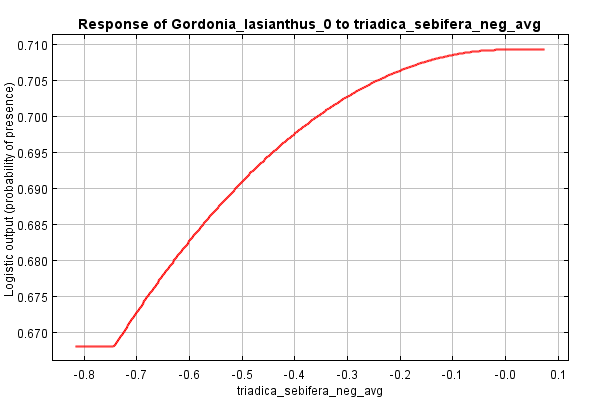 Response of Gordonia_lasianthus_0 to triadica_sebifera_neg_avg
Logistic output (probability of presence)
0.710
0.705
0.700
0.695
0.690
0.685
0.680
0.675
0.670
-0.8 -0.7 -0.6 -0.5 -0.4 -0.3 -0.2 -0.1 -0.0 0.1
triadica_sebifera_neg_avg